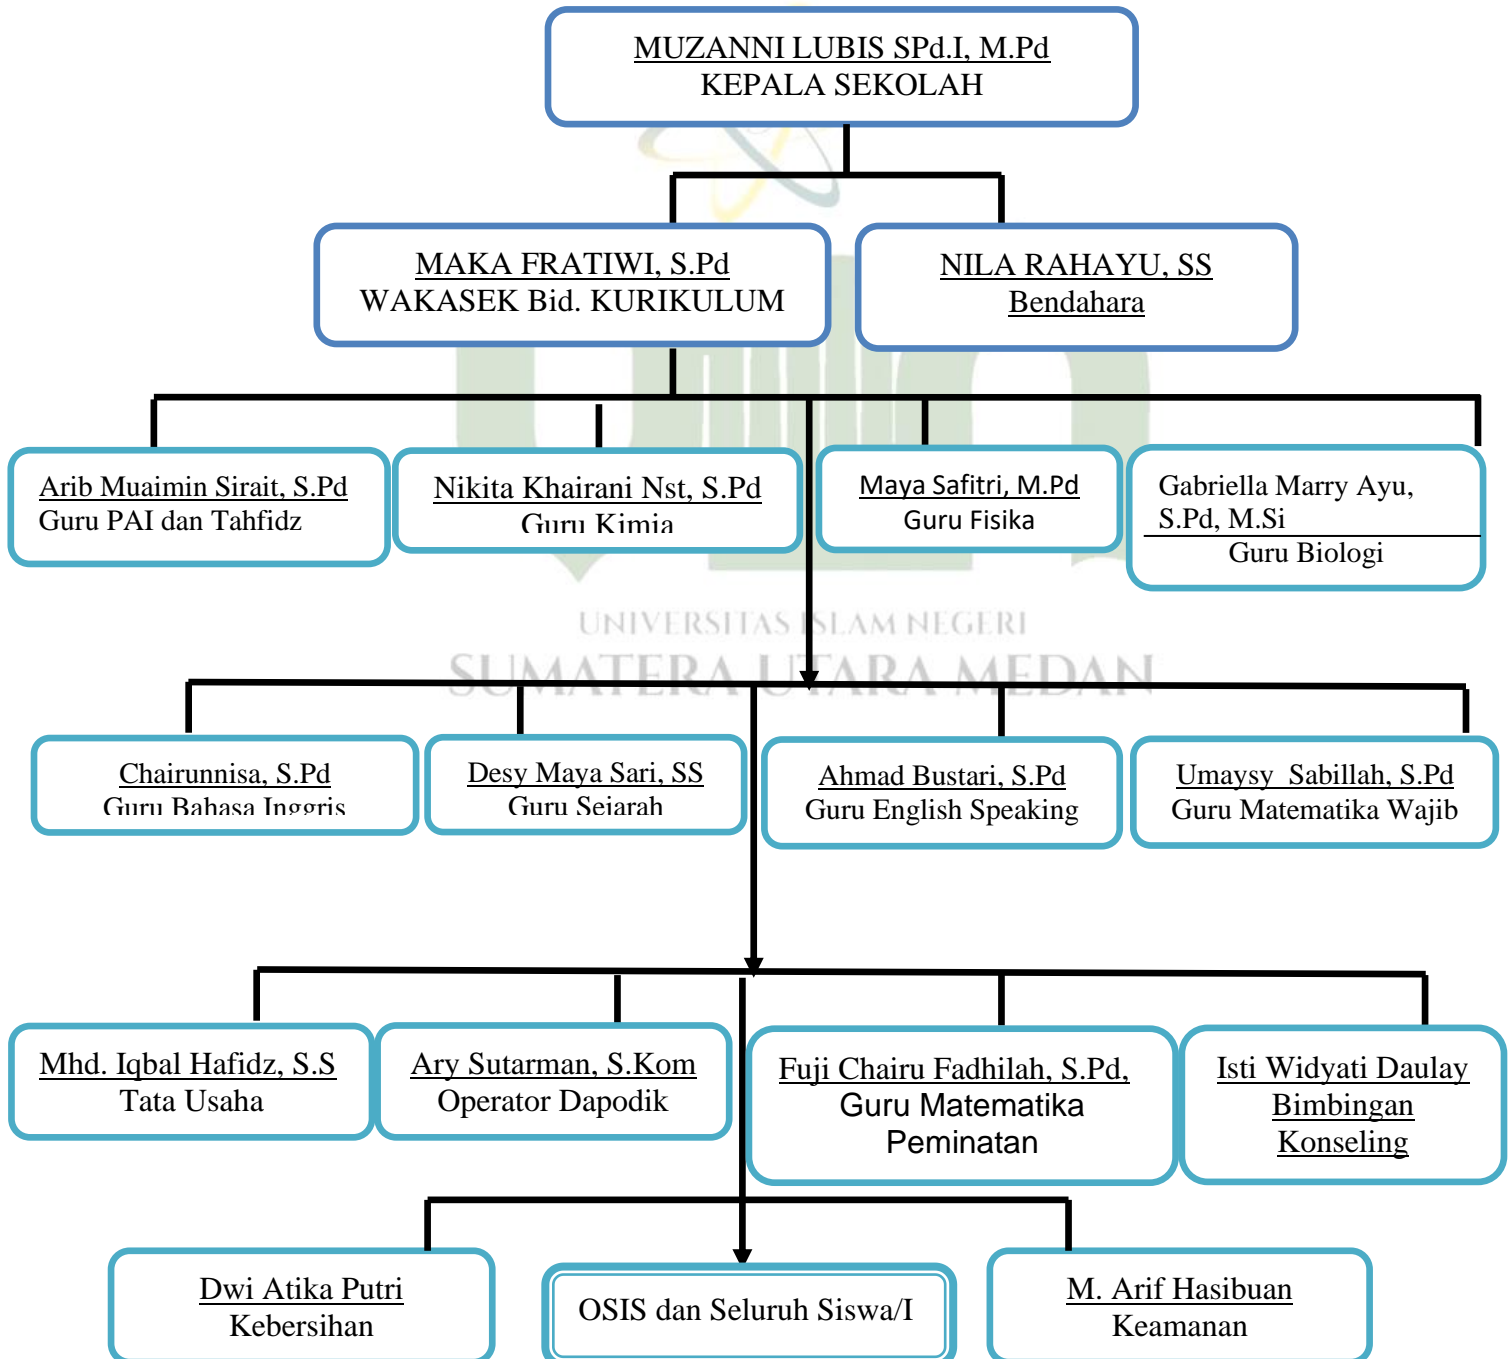 MUZANNI LUBIS SPd.I, M.Pd
KEPALA SEKOLAH
MAKA FRATIWI, S.Pd
WAKASEK Bid. KURIKULUM
NILA RAHAYU, SS
Bendahara
Arib Muaimin Sirait, S.Pd
Guru PAI dan Tahfidz
Nikita Khairani Nst, S.Pd
Guru Kimia
Maya Safitri, M.Pd
Guru Fisika
Gabriella Marry Ayu,
S.Pd, M.Si
Guru Biologi
UNIVERSITAS ISLAM NEGERI
SUMATERA UTARA MEDAN
Chairunnisa, S.Pd
Guru Bahasa Inggris
Desy Maya Sari, SS
Guru Sejarah
Ahmad Bustari, S.Pd
Guru English Speaking
Umaysy Sabillah, S.Pd
Guru Matematika Wajib
Mhd. Iqbal Hafidz, S.S
Tata Usaha
Ary Sutarman, S.Kom
Operator Dapodik
Fuji Chairu Fadhilah, S.Pd,
Guru Matematika
Peminatan
Isti Widyati Daulay
Bimbingan
Konseling
Dwi Atika Putri
Kebersihan
OSIS dan Seluruh Siswa/I
M. Arif Hasibuan
Keamanan